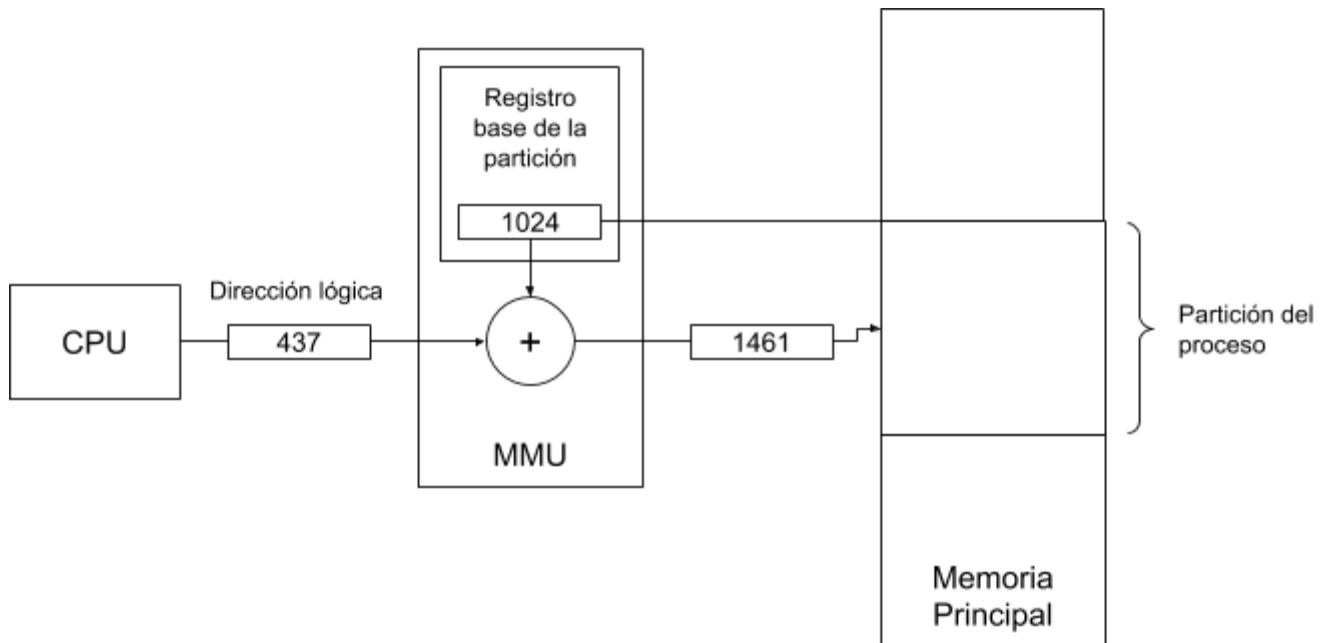 Registro
base de la
partición
1024
Dirección lógica
CPU
437
+
1461
Partición del
proceso
MMU
Memoria
Principal